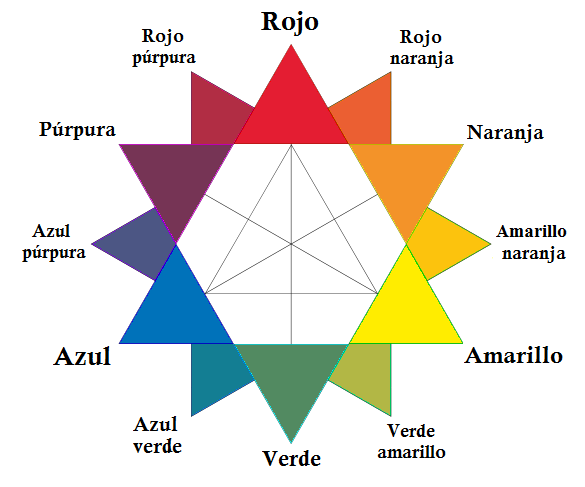 Rojo
Rojo
púrpura
Rojo
naranja
Púrpura
Naranja
Azul
púrpura
Amarillo
naranja
Azul
Amarillo
Azul
verde
Verde
Verde
amarillo